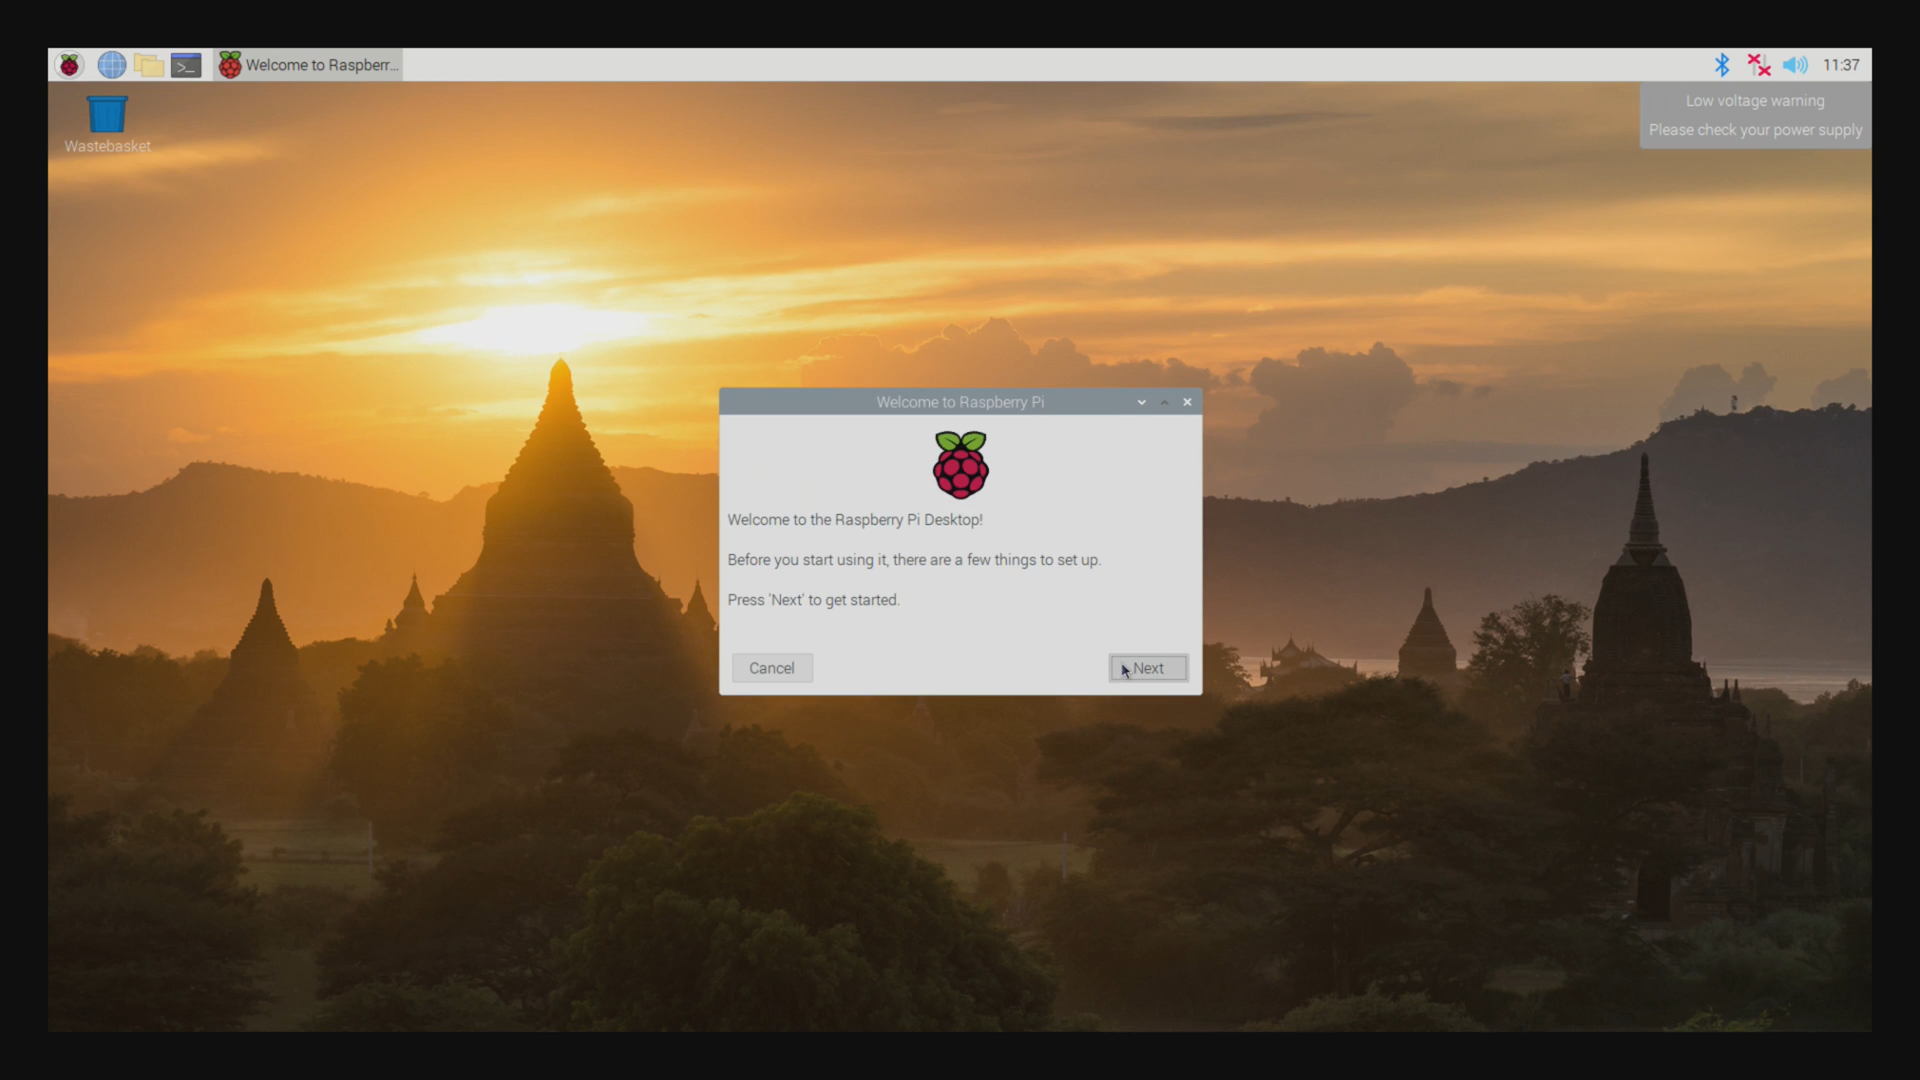 Welcome to Raspberr...
11:37
Low voltage warning
Please check your power supply
Wastebasket
Welcome to Raspberry Pi
Welcome to the Raspberry Pi Desktop!
Before you start using it, there are a few things to set up.
Press 'Next' to get started.
Cancel
Next